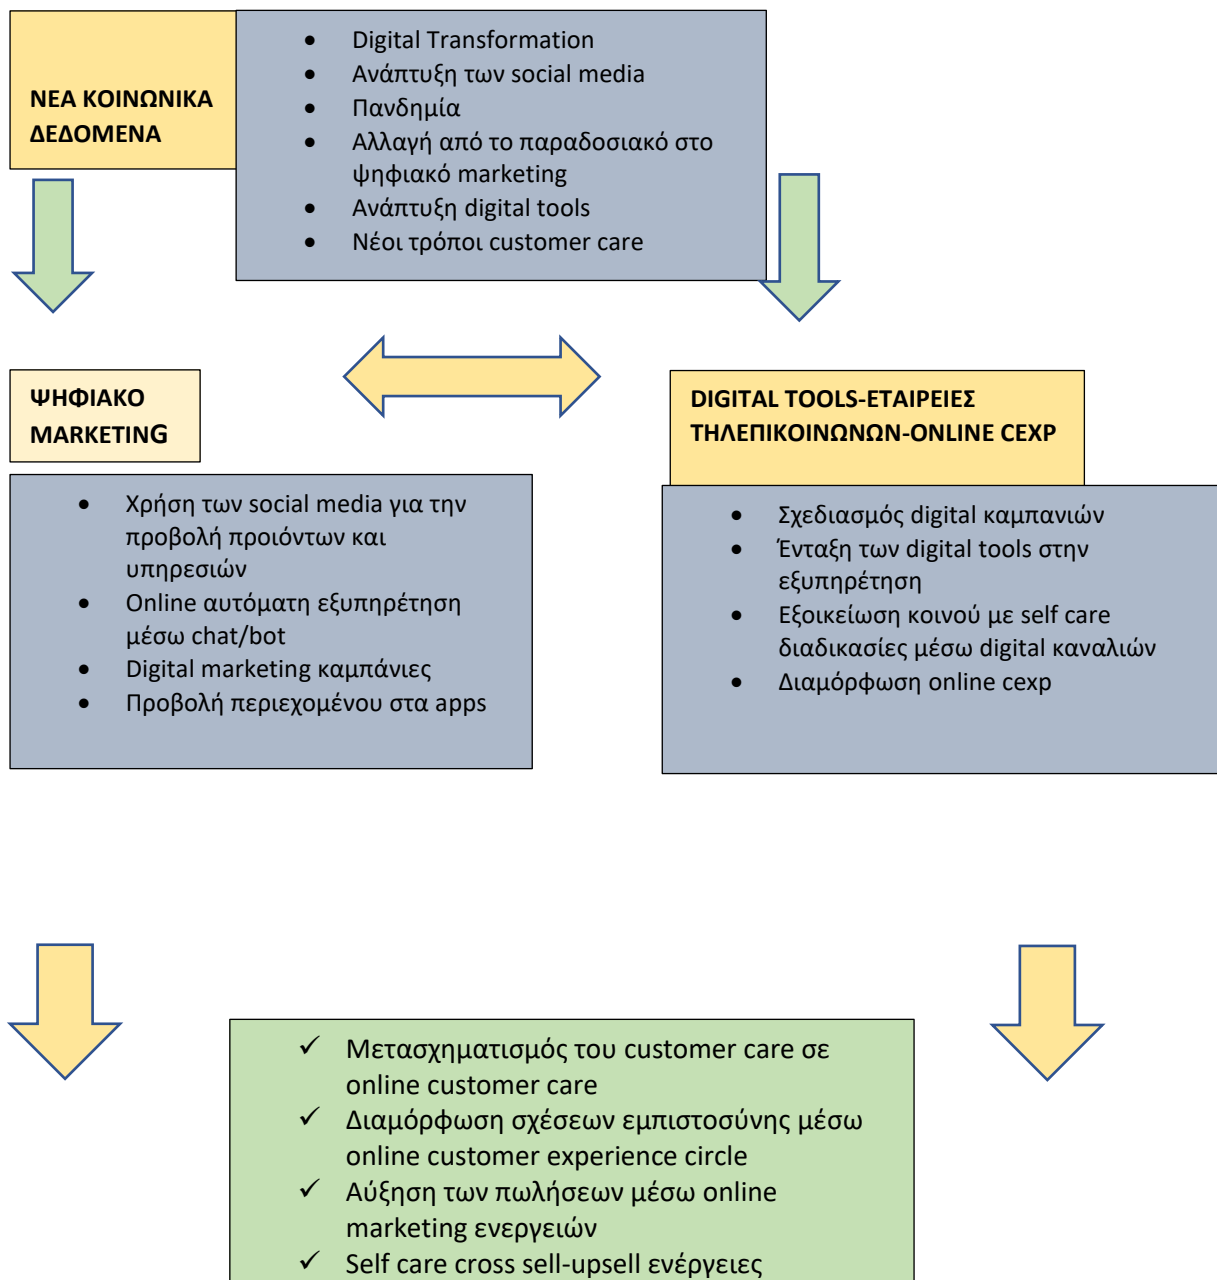 ΝΕΑ ΚΟΙΝΩΝΙΚΑ
ΔΕΔΟΜΕΝΑ
• Digital Transformation
• Ανάπτυξη των social media
• Πανδημία
• Αλλαγή από το παραδοσιακό στο
ψηφιακό marketing
• Ανάπτυξη digital tools
• Νέοι τρόποι customer care
ΨΗΦΙΑΚΟ
MARKETING
• Χρήση των social media για την
προβολή προιόντων και
υπηρεσιών
• Online αυτόματη εξυπηρέτηση
μέσω chat/bot
• Digital marketing καμπάνιες
• Προβολή περιεχομένου στα apps
DIGITAL TOOLS-ΕΤΑΙΡΕΙΕΣ
ΤΗΛΕΠΙΚΟΙΝΩΝΩΝ-ONLINE CEXP
• Σχεδιασμός digital καμπανιών
• Ένταξη των digital tools στην
εξυπηρέτηση
• Εξοικείωση κοινού με self care
διαδικασίες μέσω digital καναλιών
• Διαμόρφωση online cexp
✓ Μετασχηματισμός του customer care σε
online customer care
✓ Διαμόρφωση σχέσεων εμπιστοσύνης μέσω
online customer experience circle
✓ Αύξηση των πωλήσεων μέσω online
marketing ενεργειών
✓ Self care cross sell-upsell ενέργειες